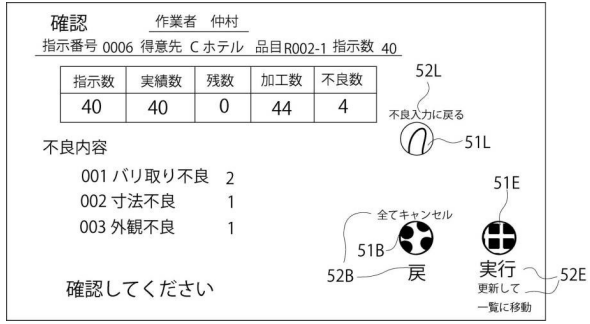 確認 作業者 仲村
指示番号 0006 得意先 Cホテル 品目R002-1 指示数 40
指示数 実績数 残数 加工数 不良数
40 40 0 44 4
52L
不良入力に戻る
51L
不良内容
001 バリ取り不良 2
002 寸法不良 1
003 外観不良 1
51E
全てキャンセル
51B
52B
戻
実行
更新して
一覧に移動
52E
確認してください